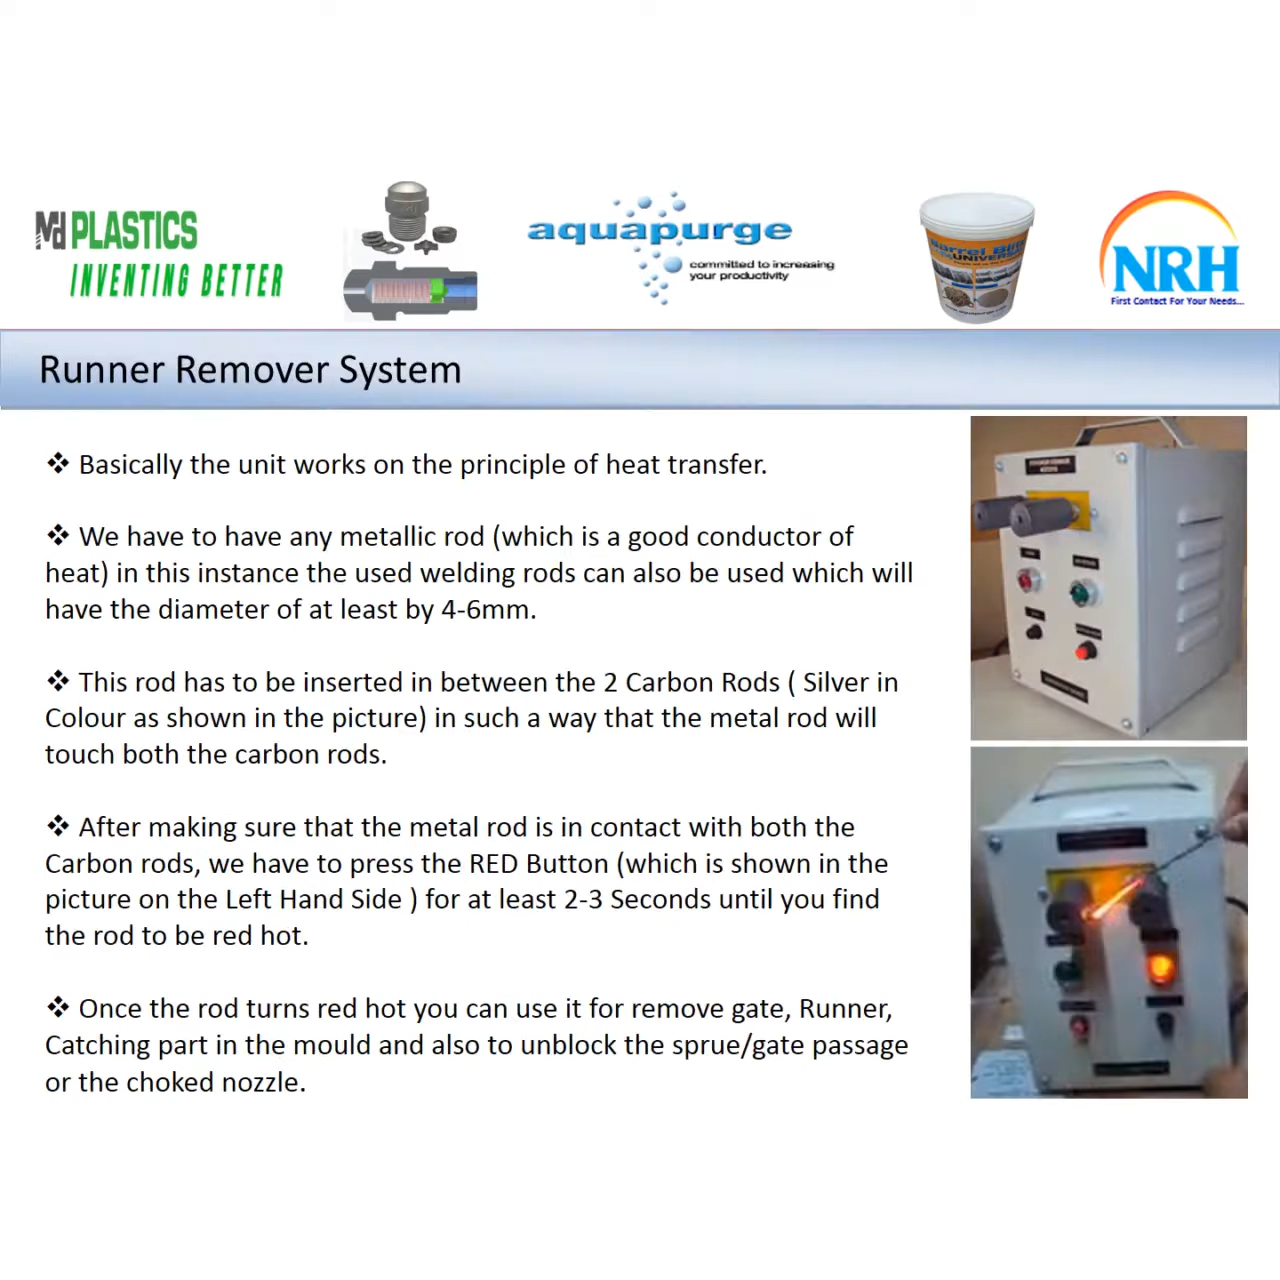 Md PLASTICS
INVENTING BETTER
aquapurge
committed to increasing
your productivity
Barrel Blitz
UNIVERSAL
NRH
First Contact For Your Needs...
Runner Remover System
❖ Basically the unit works on the principle of heat transfer.
❖ We have to have any metallic rod (which is a good conductor of
heat) in this instance the used welding rods can also be used which will
have the diameter of at least by 4-6mm.
❖ This rod has to be inserted in between the 2 Carbon Rods ( Silver in
Colour as shown in the picture) in such a way that the metal rod will
touch both the carbon rods.
❖ After making sure that the metal rod is in contact with both the
Carbon rods, we have to press the RED Button (which is shown in the
picture on the Left Hand Side ) for at least 2-3 Seconds until you find
the rod to be red hot.
❖ Once the rod turns red hot you can use it for remove gate, Runner,
Catching part in the mould and also to unblock the sprue/gate passage
or the choked nozzle.